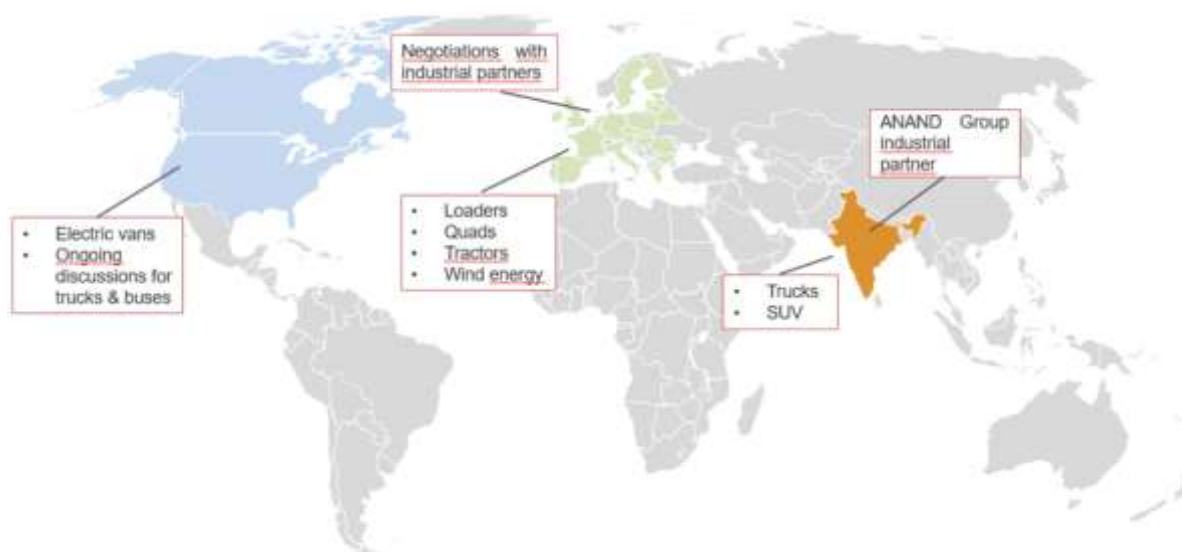 Negotiations with
industrial partners
ANAND Group
industrial
partner
• Electric vans
• Ongoing
discussions for
trucks & buses
• Loaders
• Quads
• Tractors
• Wind energy
• Trucks
• SUV